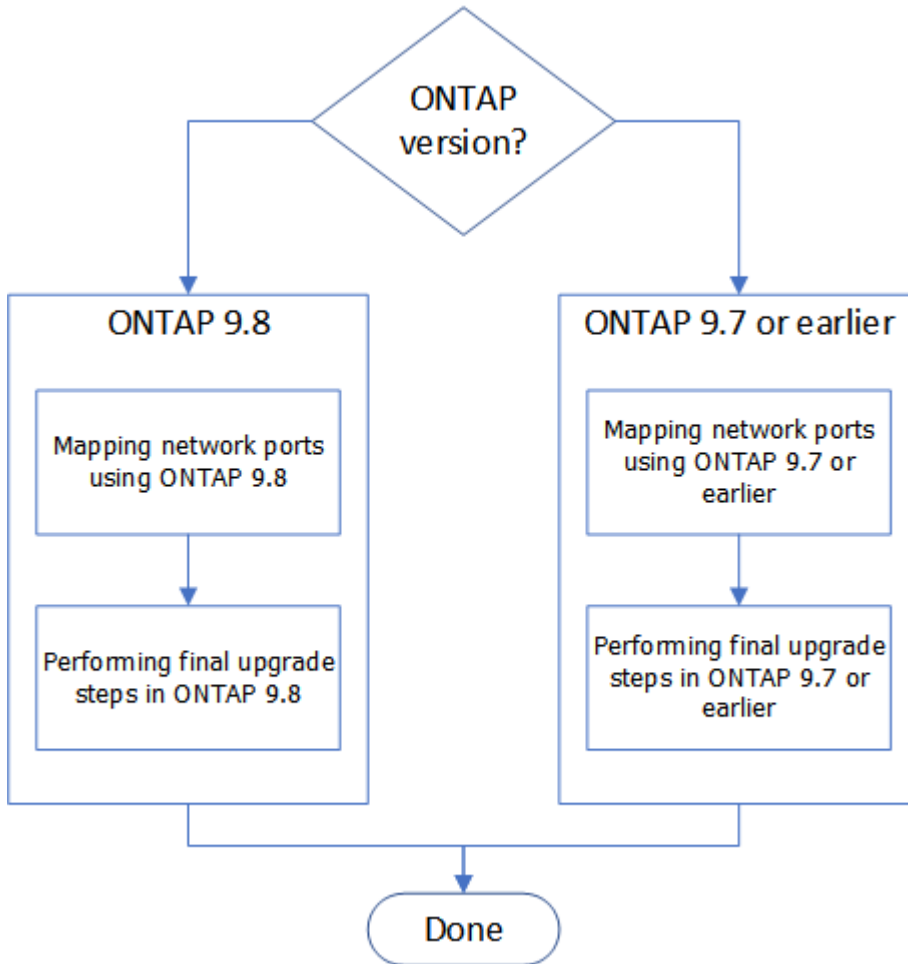 ONTAP
version?
ONTAP 9.8
Mapping network ports
using ONTAP 9.8
Performing final upgrade
steps in ONTAP 9.8
ONTAP 9.7 or earlier
Mapping network ports
using ONTAP 9.7 or
earlier
Performing final upgrade
steps in ONTAP 9.7 or
earlier
Done